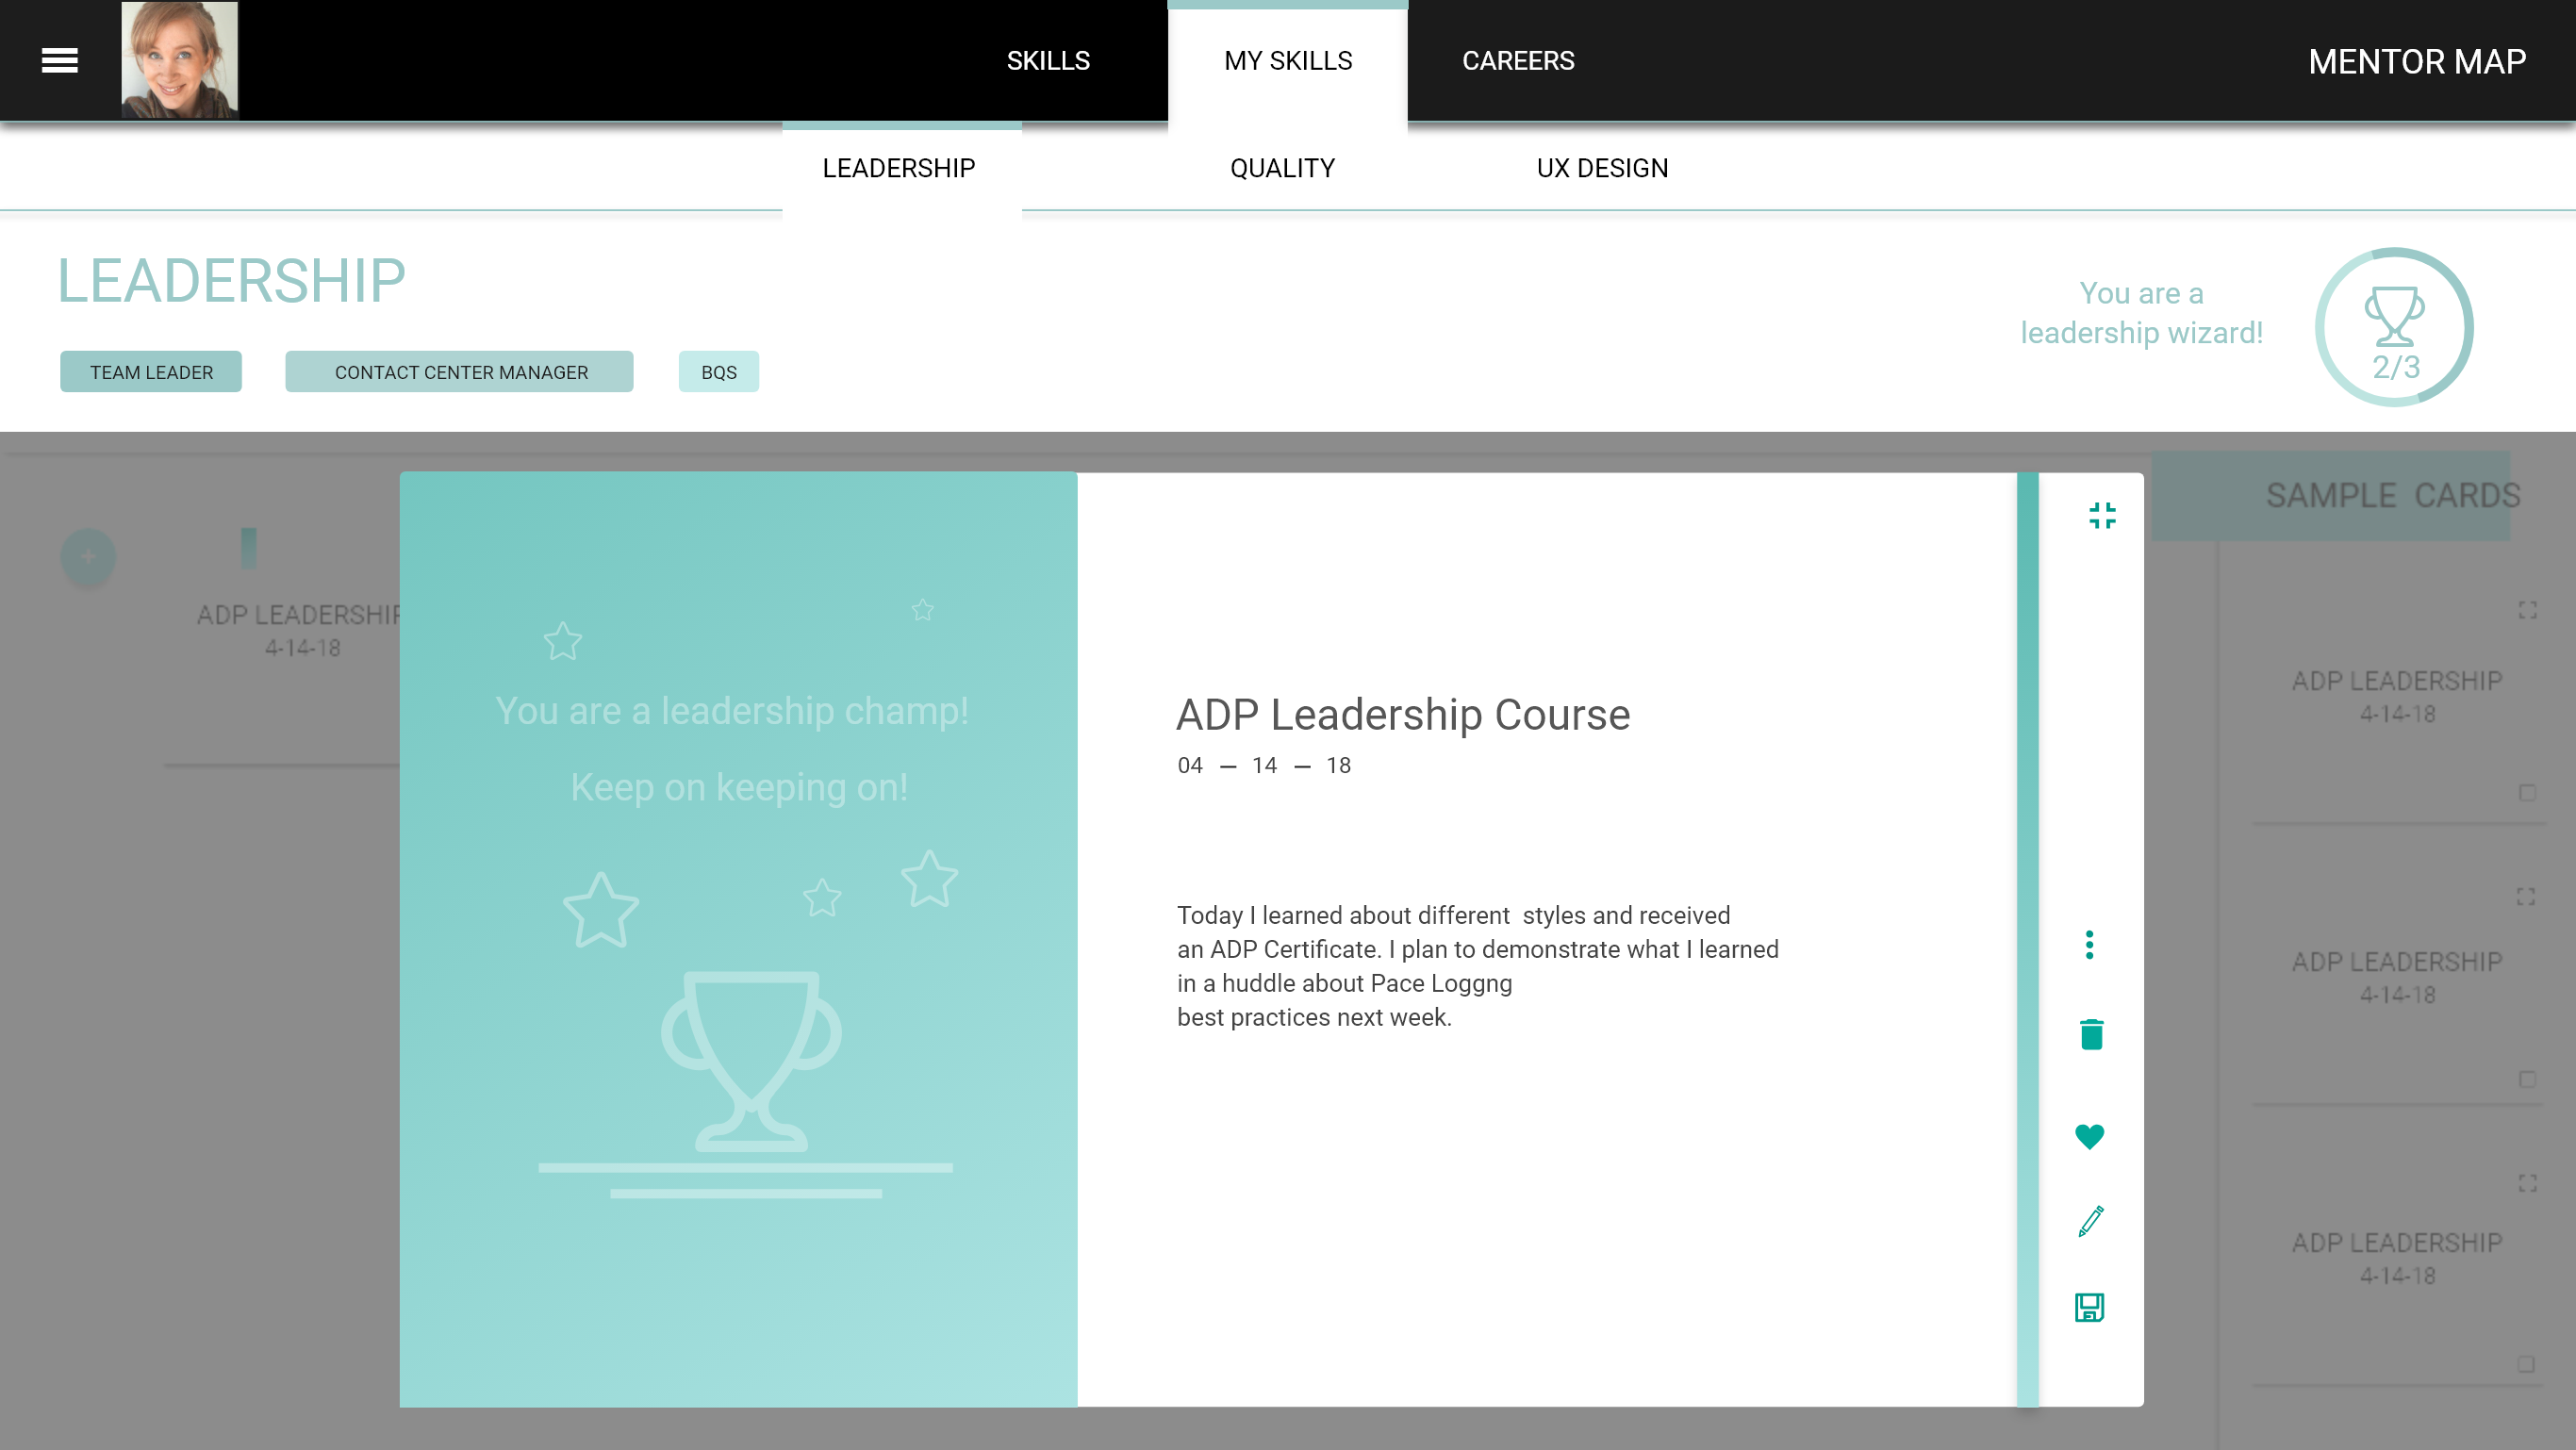 SKILLS
MY SKILLS
CAREERS
MENTOR MAP
LEADERSHIP
QUALITY
UX DESIGN
LEADERSHIP
You are a
leadership wizard!
2/3
TEAM LEADER
CONTACT CENTER MANAGER
BQS
SAMPLE CARDS
ADP LEADERSHIP
4-14-18
You are a leadership champ!
Keep on keeping on!
ADP Leadership Course
04 — 14 — 18
Today I learned about different  styles and received
an ADP Certificate. I plan to demonstrate what I learned
in a huddle about Pace Loggng
best practices next week.
ADP LEADERSHIP
4-14-18
ADP LEADERSHIP
4-14-18
ADP LEADERSHIP
4-14-18